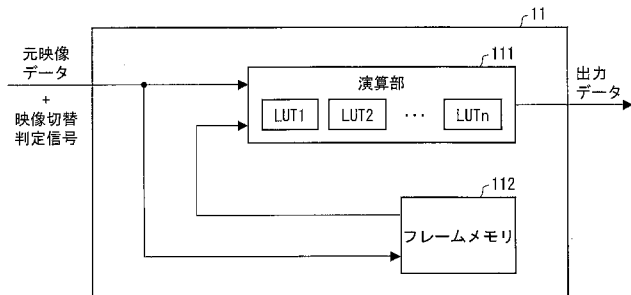 11
元映像
データ
+
映像切替
判定信号
111
演算部
LUT1 LUT2 ... LUTn
出力
データ
112
フレームメモリ